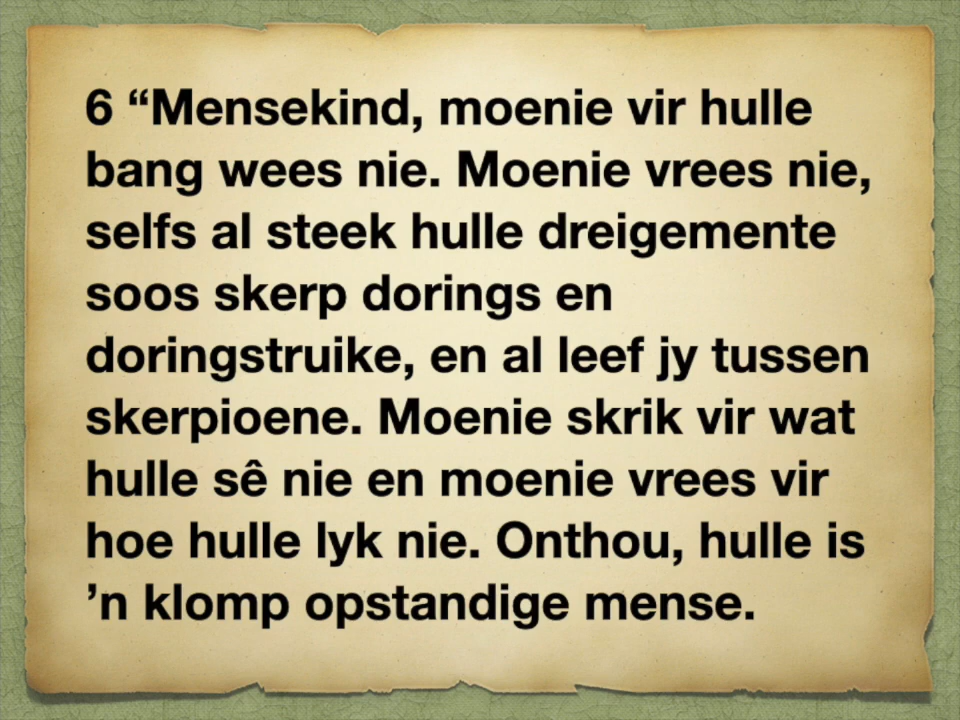 6 “Mensekind, moenie vir hulle
bang wees nie. Moenie vrees nie,
selfs al steek hulle dreigemente
soos skerp dorings en
doringstruike, en al leef jy tussen
skerpioene. Moenie skrik vir wat
hulle sê nie en moenie vrees vir
hoe hulle lyk nie. Onthou, hulle is
’n klomp opstandige mense.